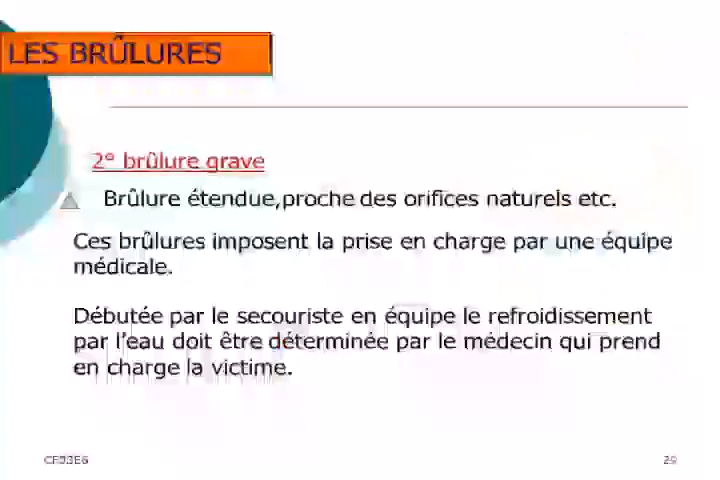 LES BRÛLURES
2° brûlure grave
Brûlure étendue,proche des orifices naturels etc.
Ces brûlures imposent la prise en charge par une équipe
médicale.
Débutée par le secouriste en équipe le refroidissement
par l’eau doit être déterminée par le médecin qui prend
en charge la victime.